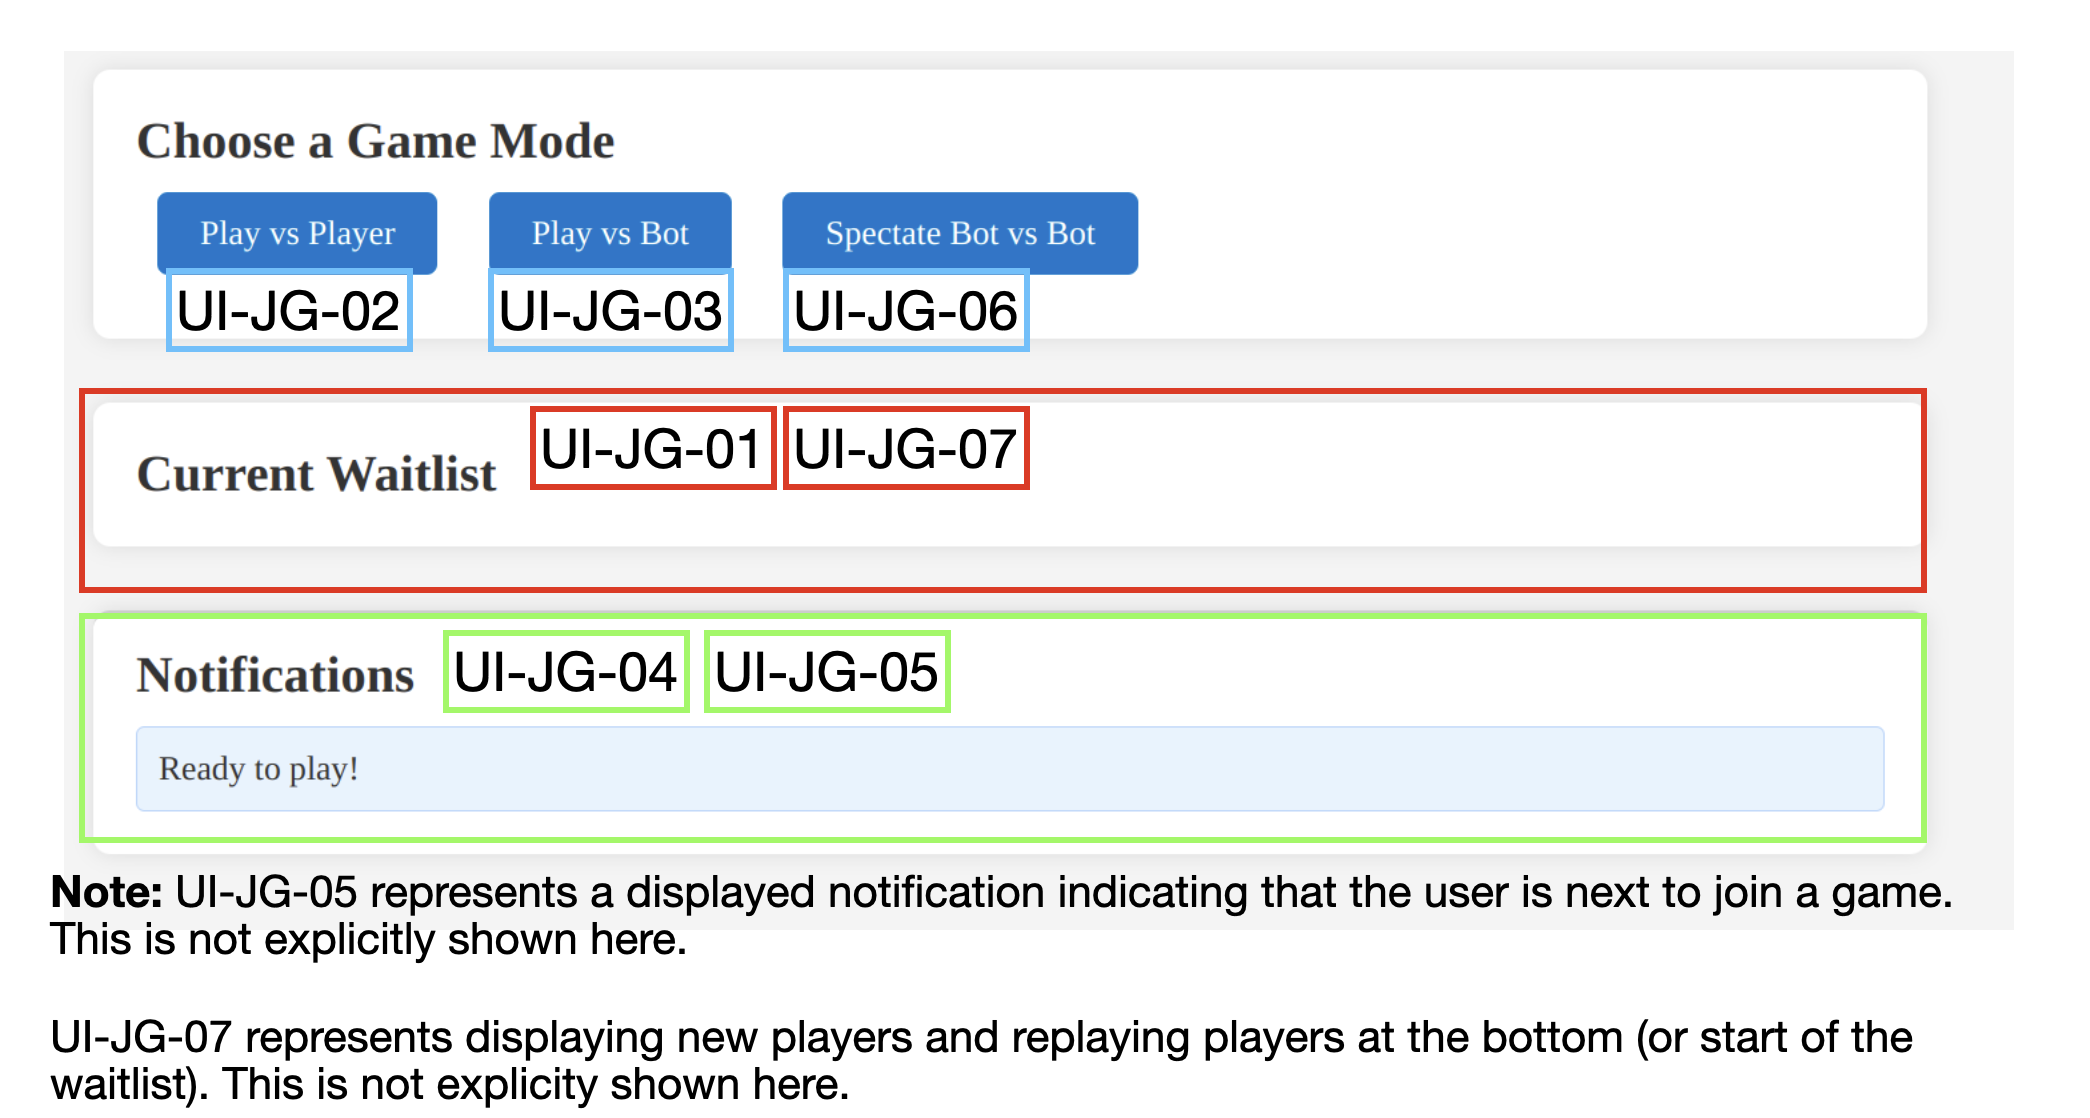 Choose a Game Mode
Play vs Player Play vs Bot Spectate Bot vs Bot
UI-JG-02 UI-JG-03 UI-JG-06
Current Waitlist UI-JG-01 UI-JG-07
Notifications UI-JG-04 UI-JG-05
Ready to play!
Note: UI-JG-05 represents a displayed notification indicating that the user is next to join a game.
This is not explicitly shown here.
UI-JG-07 represents displaying new players and replaying players at the bottom (or start of the
waitlist). This is not explicity shown here.